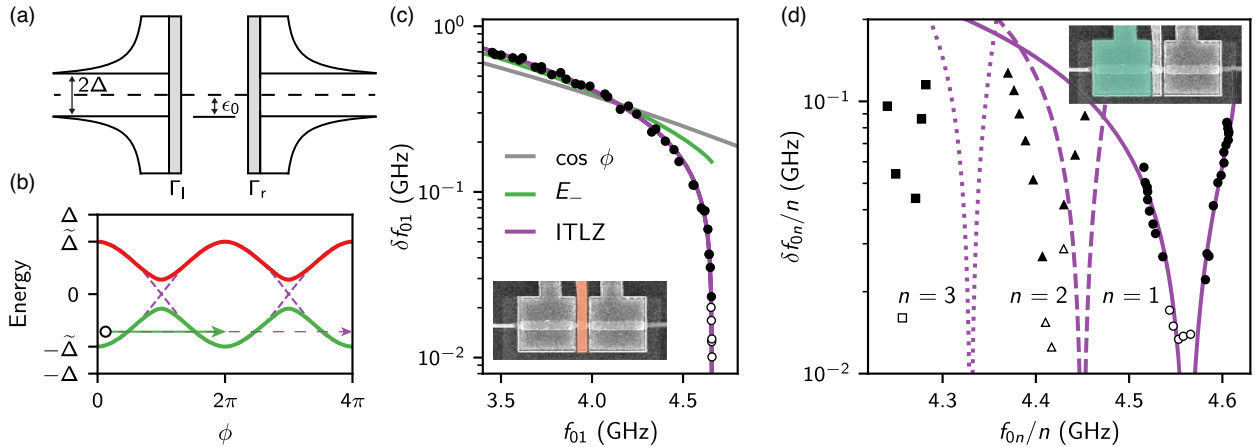 (a)
2Δ
ϵ₀
Γₗ
Γᵣ
(b)
Energy
Δ
Δ̃
0
−Δ̃
−Δ
0
2π
4π
ϕ
(c)
δf₀₁ (GHz)
10⁰
10⁻¹
10⁻²
cos ϕ
E₋
ITLZ
3.5
4.0
4.5
f₀₁ (GHz)
(d)
δf₀ₙ/n (GHz)
10⁻¹
10⁻²
n = 3
n = 2
n = 1
4.3
4.4
4.5
4.6
f₀ₙ/n (GHz)